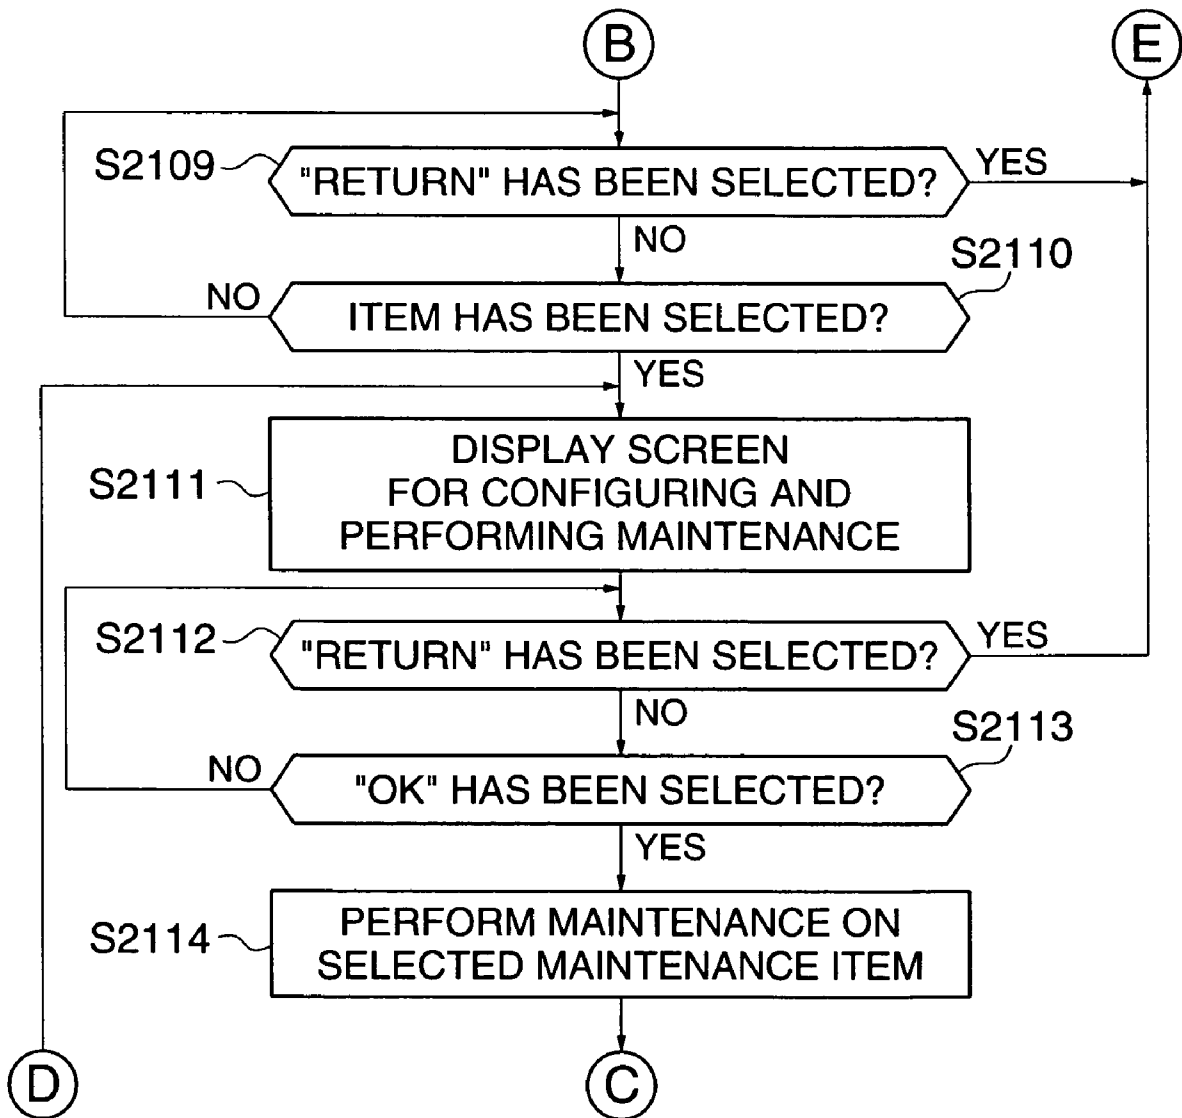 B
E
S2109
"RETURN" HAS BEEN SELECTED?
YES
NO
S2110
NO
ITEM HAS BEEN SELECTED?
YES
S2111
DISPLAY SCREEN
FOR CONFIGURING AND
PERFORMING MAINTENANCE
S2112
"RETURN" HAS BEEN SELECTED?
YES
NO
S2113
NO
"OK" HAS BEEN SELECTED?
YES
S2114
PERFORM MAINTENANCE ON
SELECTED MAINTENANCE ITEM
D
C